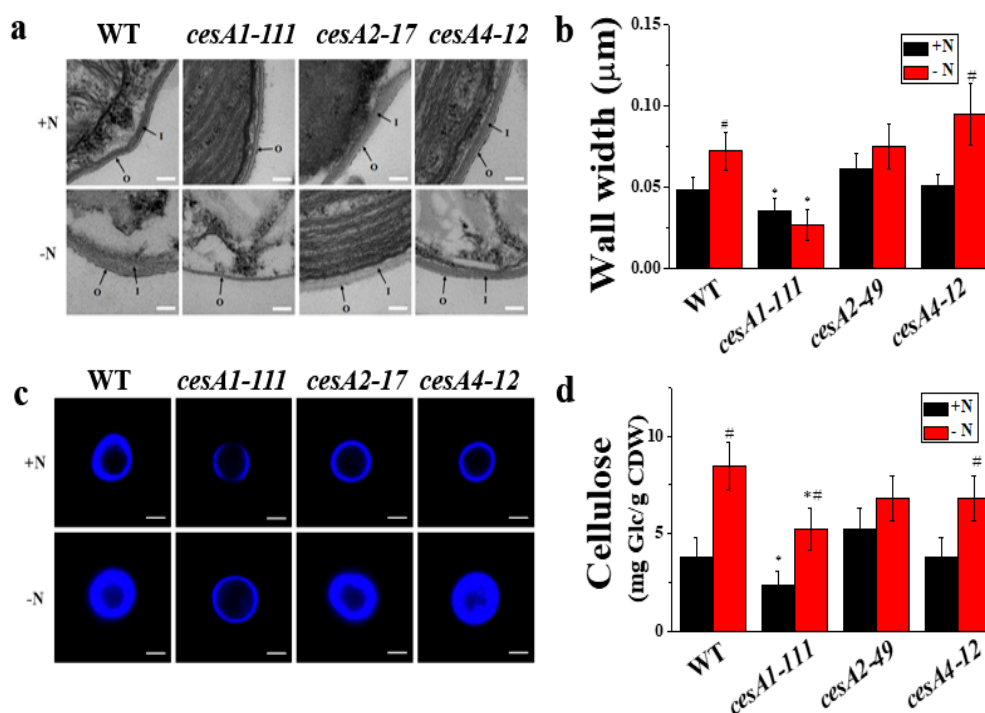 a
WT cesA1-111 cesA2-17 cesA4-12
+N
I
O
O
I
O
I
O
-N
I
O
O
I
O
I
O
b
Wall width (μm)
0.15
0.10
0.05
0.00
+N
- N
#
*
*
#
WT
cesA1-111
cesA2-49
cesA4-12
c
WT cesA1-111 cesA2-17 cesA4-12
+N
-N
d
Cellulose
(mg Glc/g CDW)
10
5
0
+N
- N
#
*
*#
#
WT
cesA1-111
cesA2-49
cesA4-12